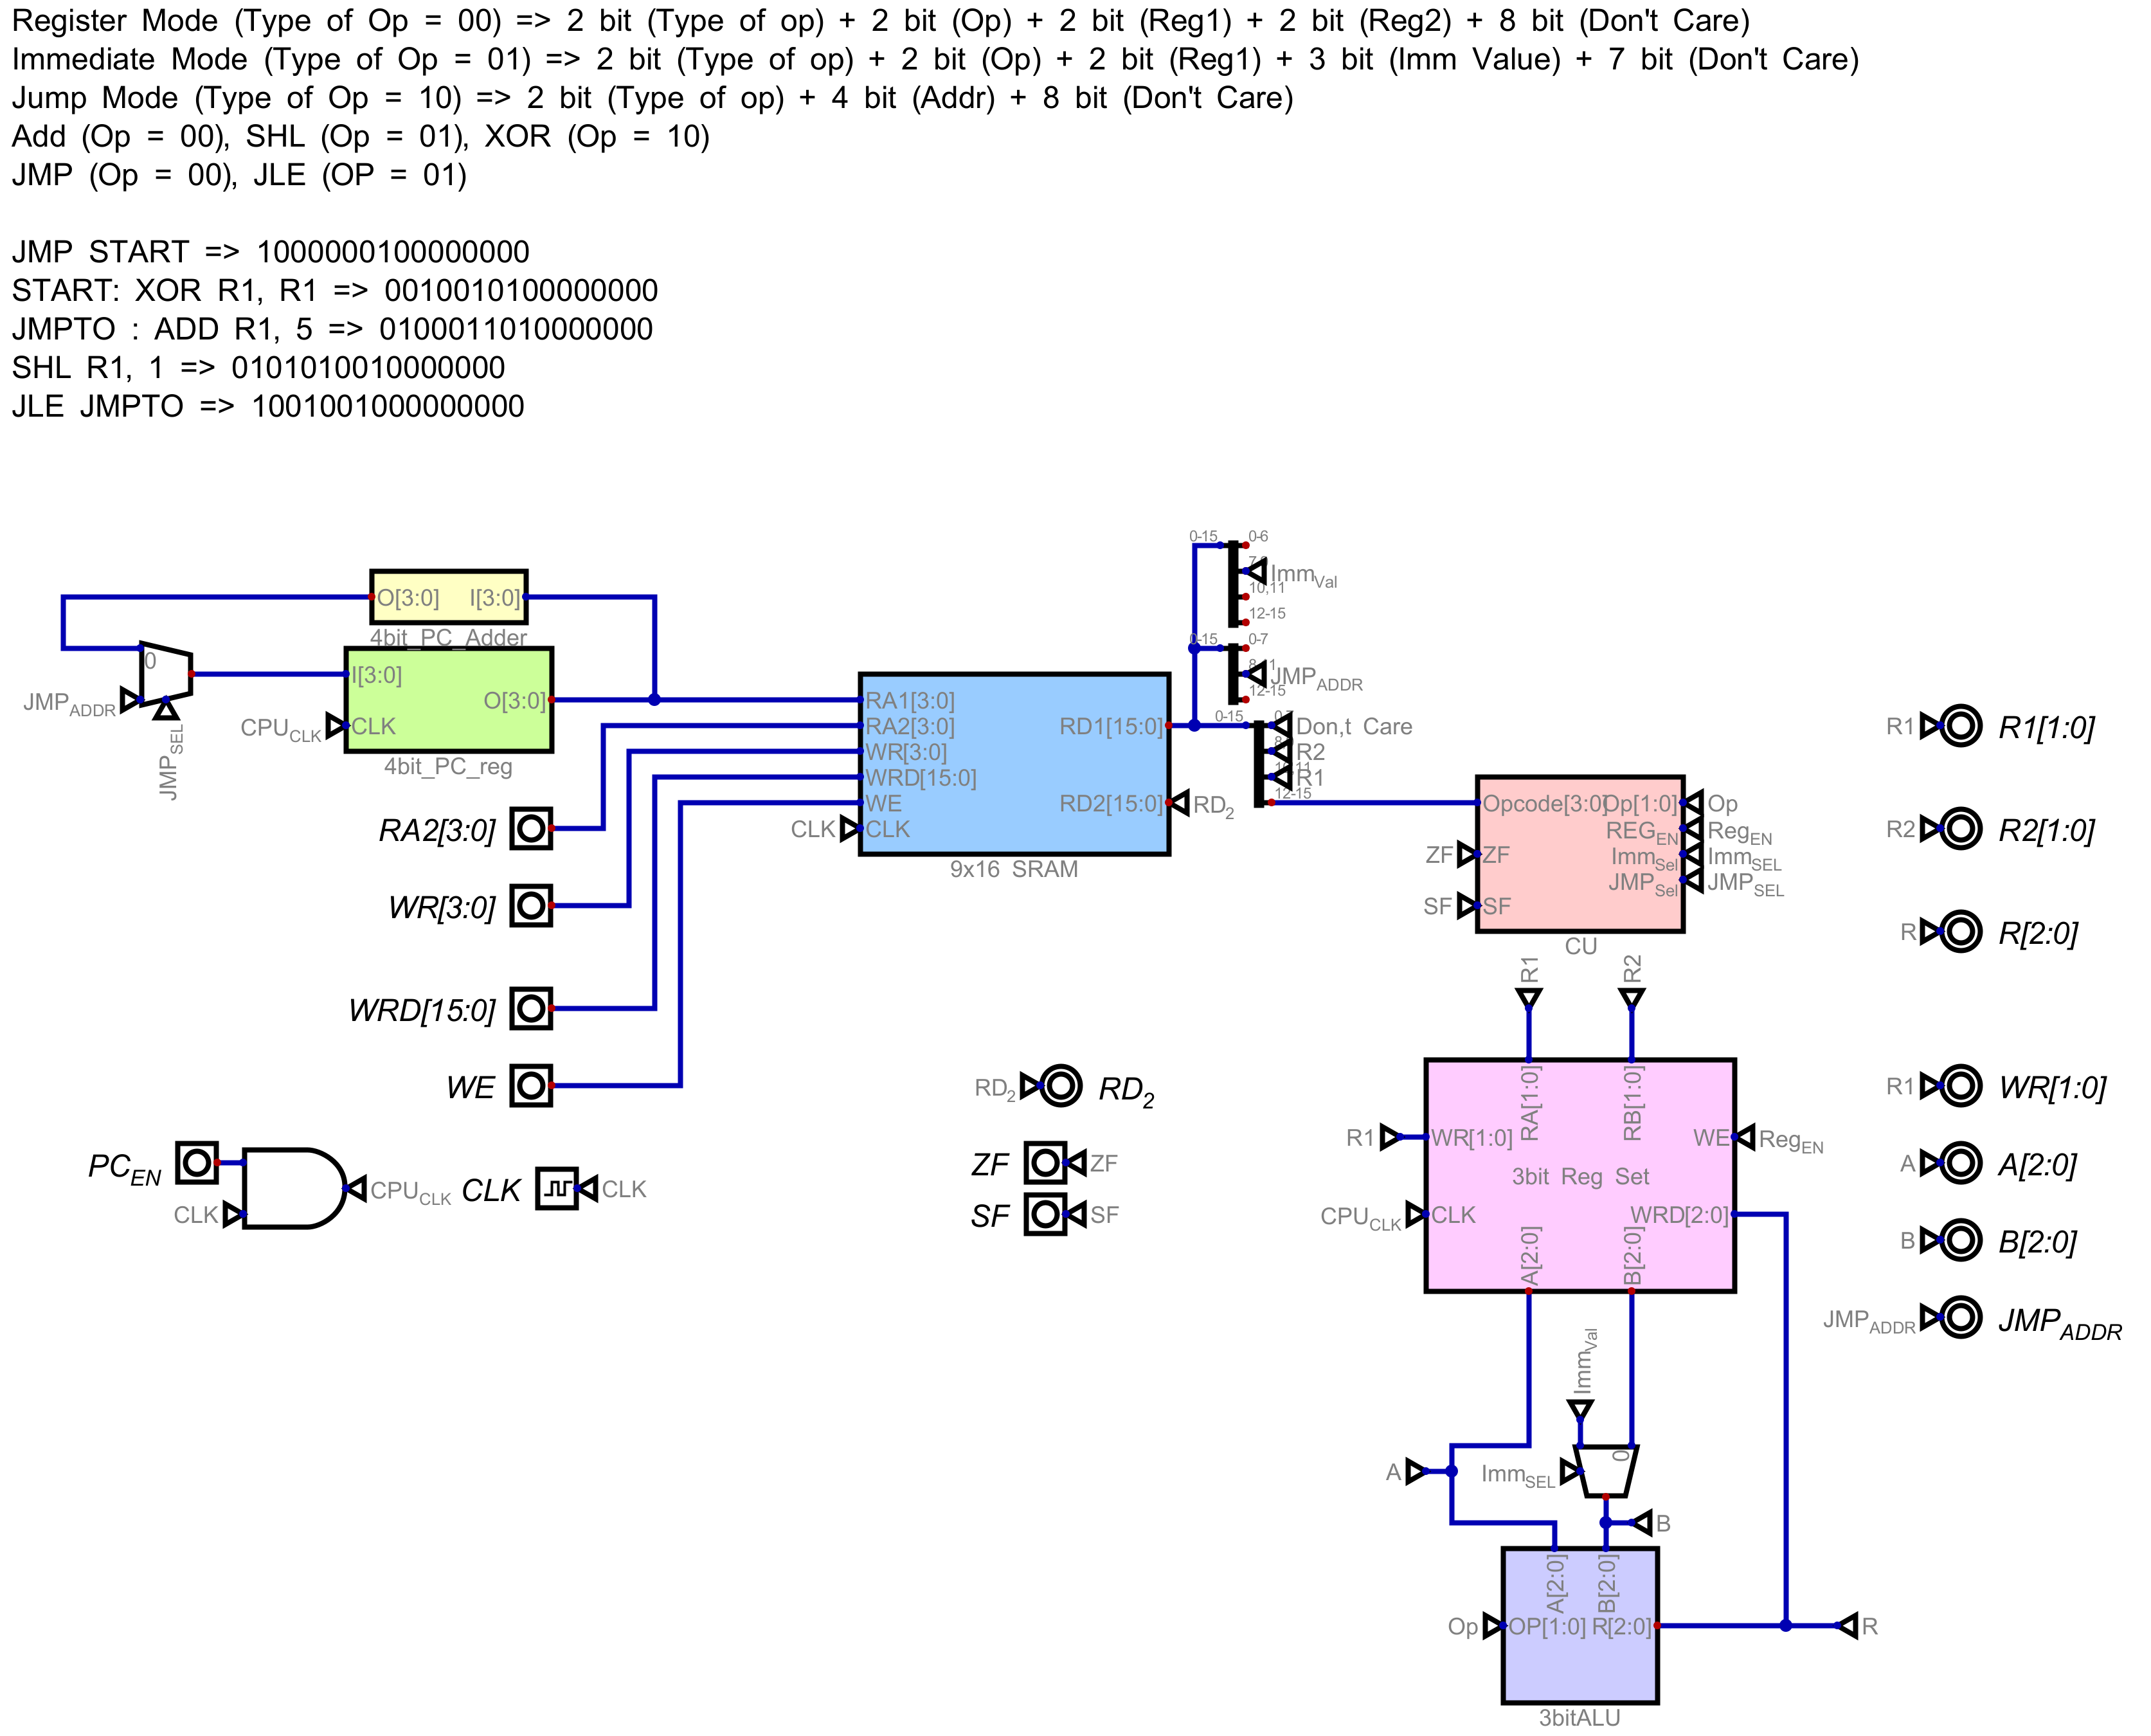 Register Mode (Type of Op = 00) => 2 bit (Type of op) + 2 bit (Op) + 2 bit (Reg1) + 2 bit (Reg2) + 8 bit (Don't Care)
Immediate Mode (Type of Op = 01) => 2 bit (Type of op) + 2 bit (Op) + 2 bit (Reg1) + 3 bit (Imm Value) + 7 bit (Don't Care)
Jump Mode (Type of Op = 10) => 2 bit (Type of op) + 4 bit (Addr) + 8 bit (Don't Care)
Add (Op = 00), SHL (Op = 01), XOR (Op = 10)
JMP (Op = 00), JLE (OP = 01)
JMP START => 1000000100000000
START: XOR R1, R1 => 0010010100000000
JMPTO : ADD R1, 5 => 0100011010000000
SHL R1, 1 => 0101010010000000
JLE JMPTO => 1001001000000000
0-15
0-6
ImmVal
10,11
12-15
0-15
0-7
JMPADDR
12-15
0-15
Don,t Care
R2
R1
12-15
O[3:0] I[3:0]
4bit_PC_Adder
0
JMPADDR
JMPSEL
I[3:0]
O[3:0]
CPUCLK
CLK
4bit_PC_reg
RA1[3:0]
RA2[3:0]
WR[3:0]
WRD[15:0]
WE
CLK
CLK
RD1[15:0]
RD2[15:0]
RD2
9x16 SRAM
RA2[3:0]
WR[3:0]
WRD[15:0]
WE
PCEN
CLK
CPUCLK
CLK
CLK
RD2
RD2
ZF
ZF
SF
SF
Opcode[3:0]
Op[1:0]
Op
REGEN
RegEN
ZF
ZF
ImmSel
ImmSEL
JMPSel
JMPSEL
SF
SF
CU
R1
R2
RA[1:0]
RB[1:0]
R1
WR[1:0]
WE
RegEN
3bit Reg Set
CPUCLK
CLK
WRD[2:0]
A[2:0]
B[2:0]
ImmVal
0
A
ImmSEL
B
A[2:0]
B[2:0]
Op
OP[1:0]
R[2:0]
R
3bitALU
R1
R1[1:0]
R2
R2[1:0]
R
R[2:0]
R1
WR[1:0]
A
A[2:0]
B
B[2:0]
JMPADDR
JMPADDR